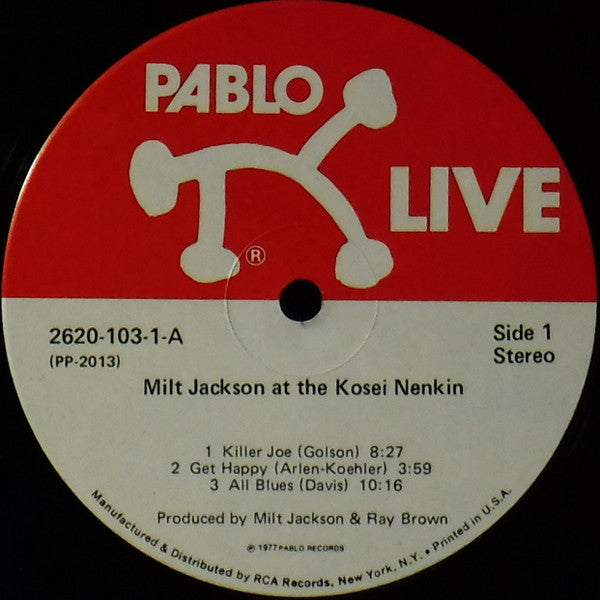 PABLO
LIVE
®
2620-103-1-A
(PP-2013)
Side 1
Stereo
Milt Jackson at the Kosei Nenkin
1 Killer Joe (Golson) 8:27
2 Get Happy (Arlen-Koehler) 3:59
3 All Blues (Davis) 10:16
Produced by Milt Jackson & Ray Brown
℗ 1977 PABLO RECORDS
Manufactured & Distributed by RCA Records, New York, N.Y. • Printed in U.S.A.